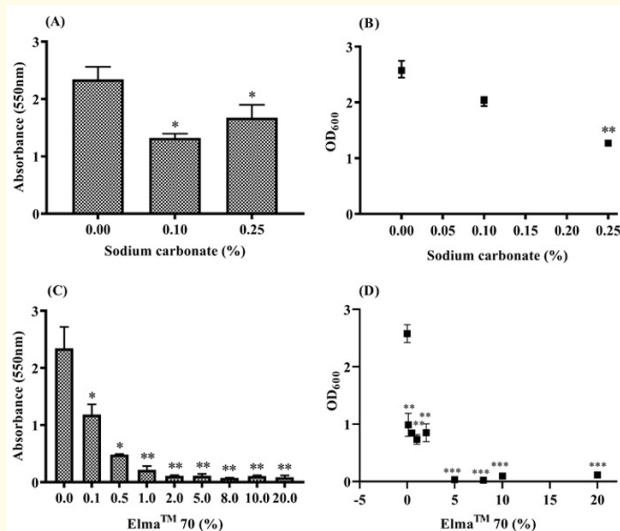 (A)
Absorbance (550nm)
3
2
1
0
*
*
0.00 0.10 0.25
Sodium carbonate (%)
(B)
OD600
3
2
1
0
**
0.00 0.05 0.10 0.15 0.20 0.25
Sodium carbonate (%)
(C)
Absorbance (550nm)
3
2
1
0
*
*
** ** ** ** ** **
0.0 0.1 0.5 1.0 2.0 5.0 8.0 10.0 20.0
Elma™ 70 (%)
(D)
OD600
3
2
1
0
**
**
**
*** *** *** ***
-5 0 5 10 15 20
Elma™ 70 (%)